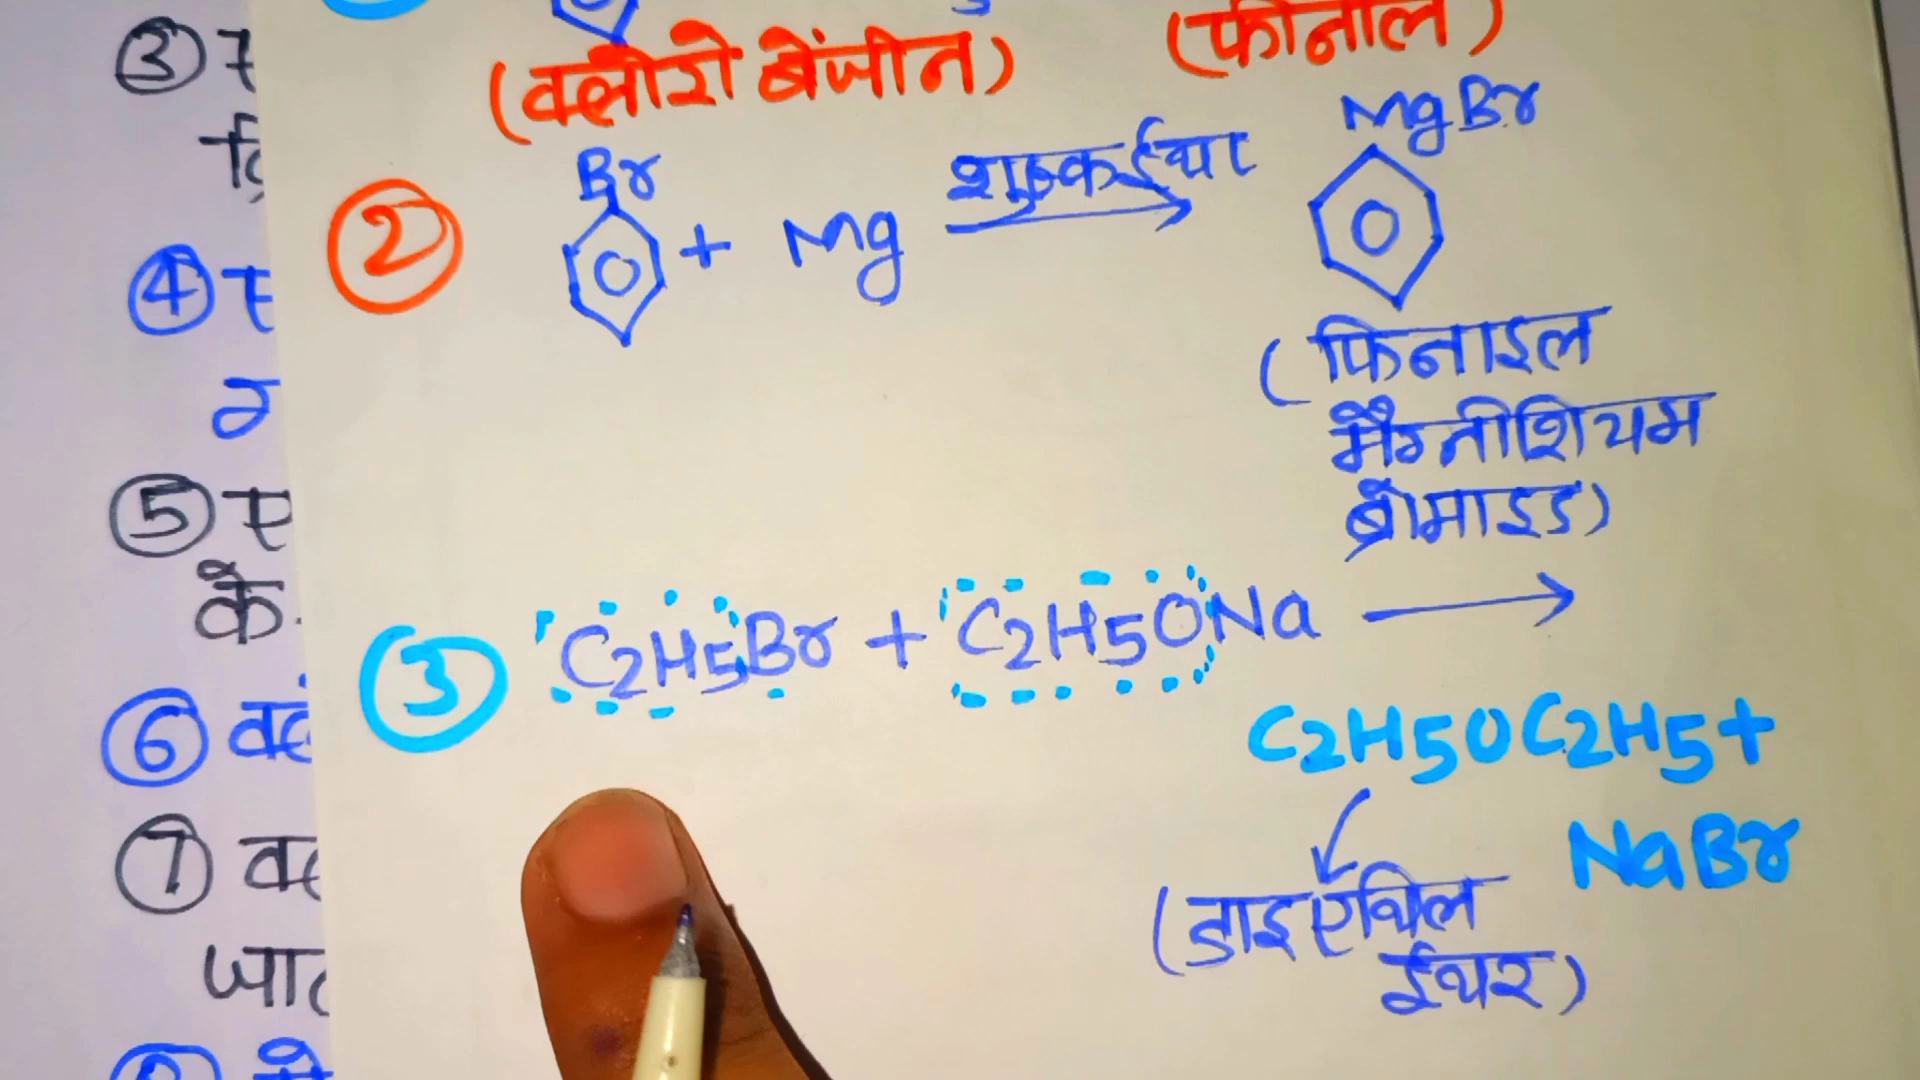 (क्लोरो बेंजीन) (फीनॉल)
② Br + Mg शुष्क ईथर → MgBr
(फिनाइल
मैग्नीशियम
ब्रोमाइड)
③ C2H5Br + C2H5ONa →
C2H5OC2H5+
NaBr
(डाइएथिल
ईथर)
③
④
⑤
के
⑥
⑦